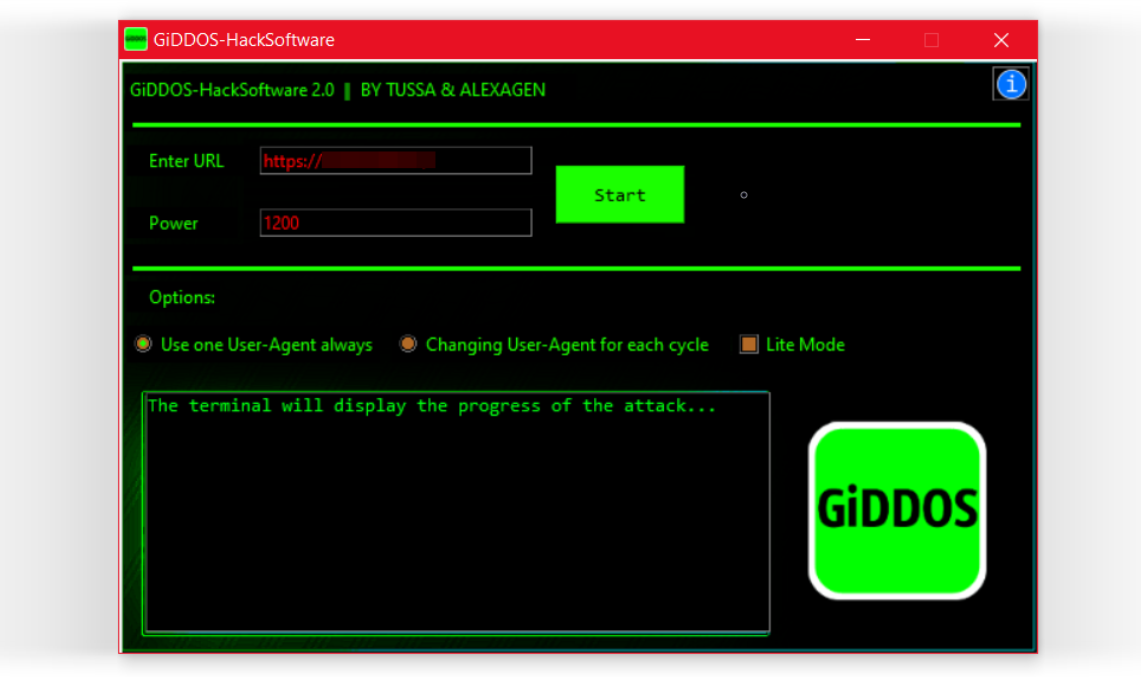 GiDDOS-HackSoftware
GiDDOS-HackSoftware 2.0 || BY TUSSA & ALEXAGEN
i
Enter URL
https://
Start
Power
1200
Options:
Use one User-Agent always
Changing User-Agent for each cycle
Lite Mode
The terminal will display the progress of the attack...
GiDDOS